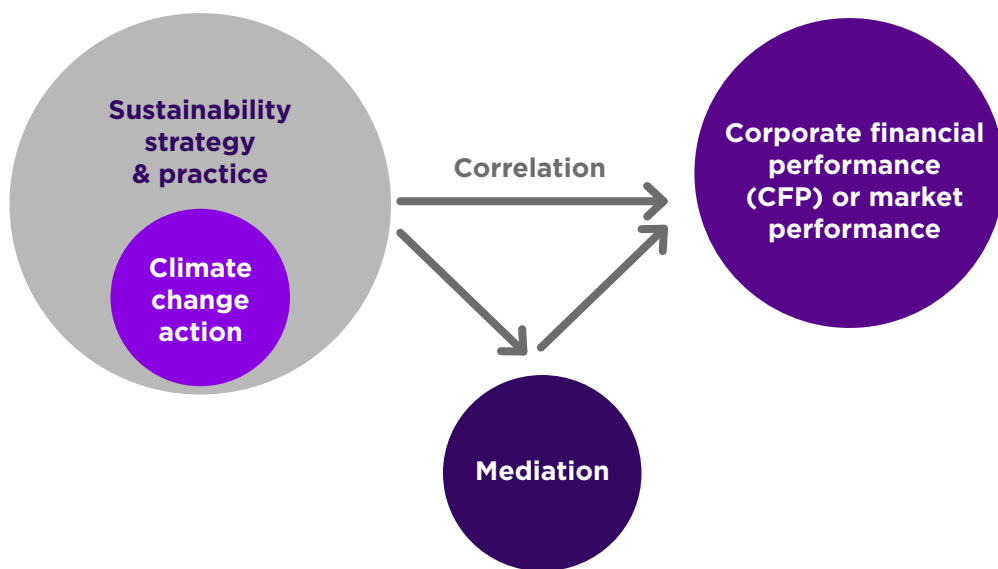 Sustainability
strategy
& practice
Climate
change
action
Correlation
Mediation
Corporate financial
performance
(CFP) or market
performance